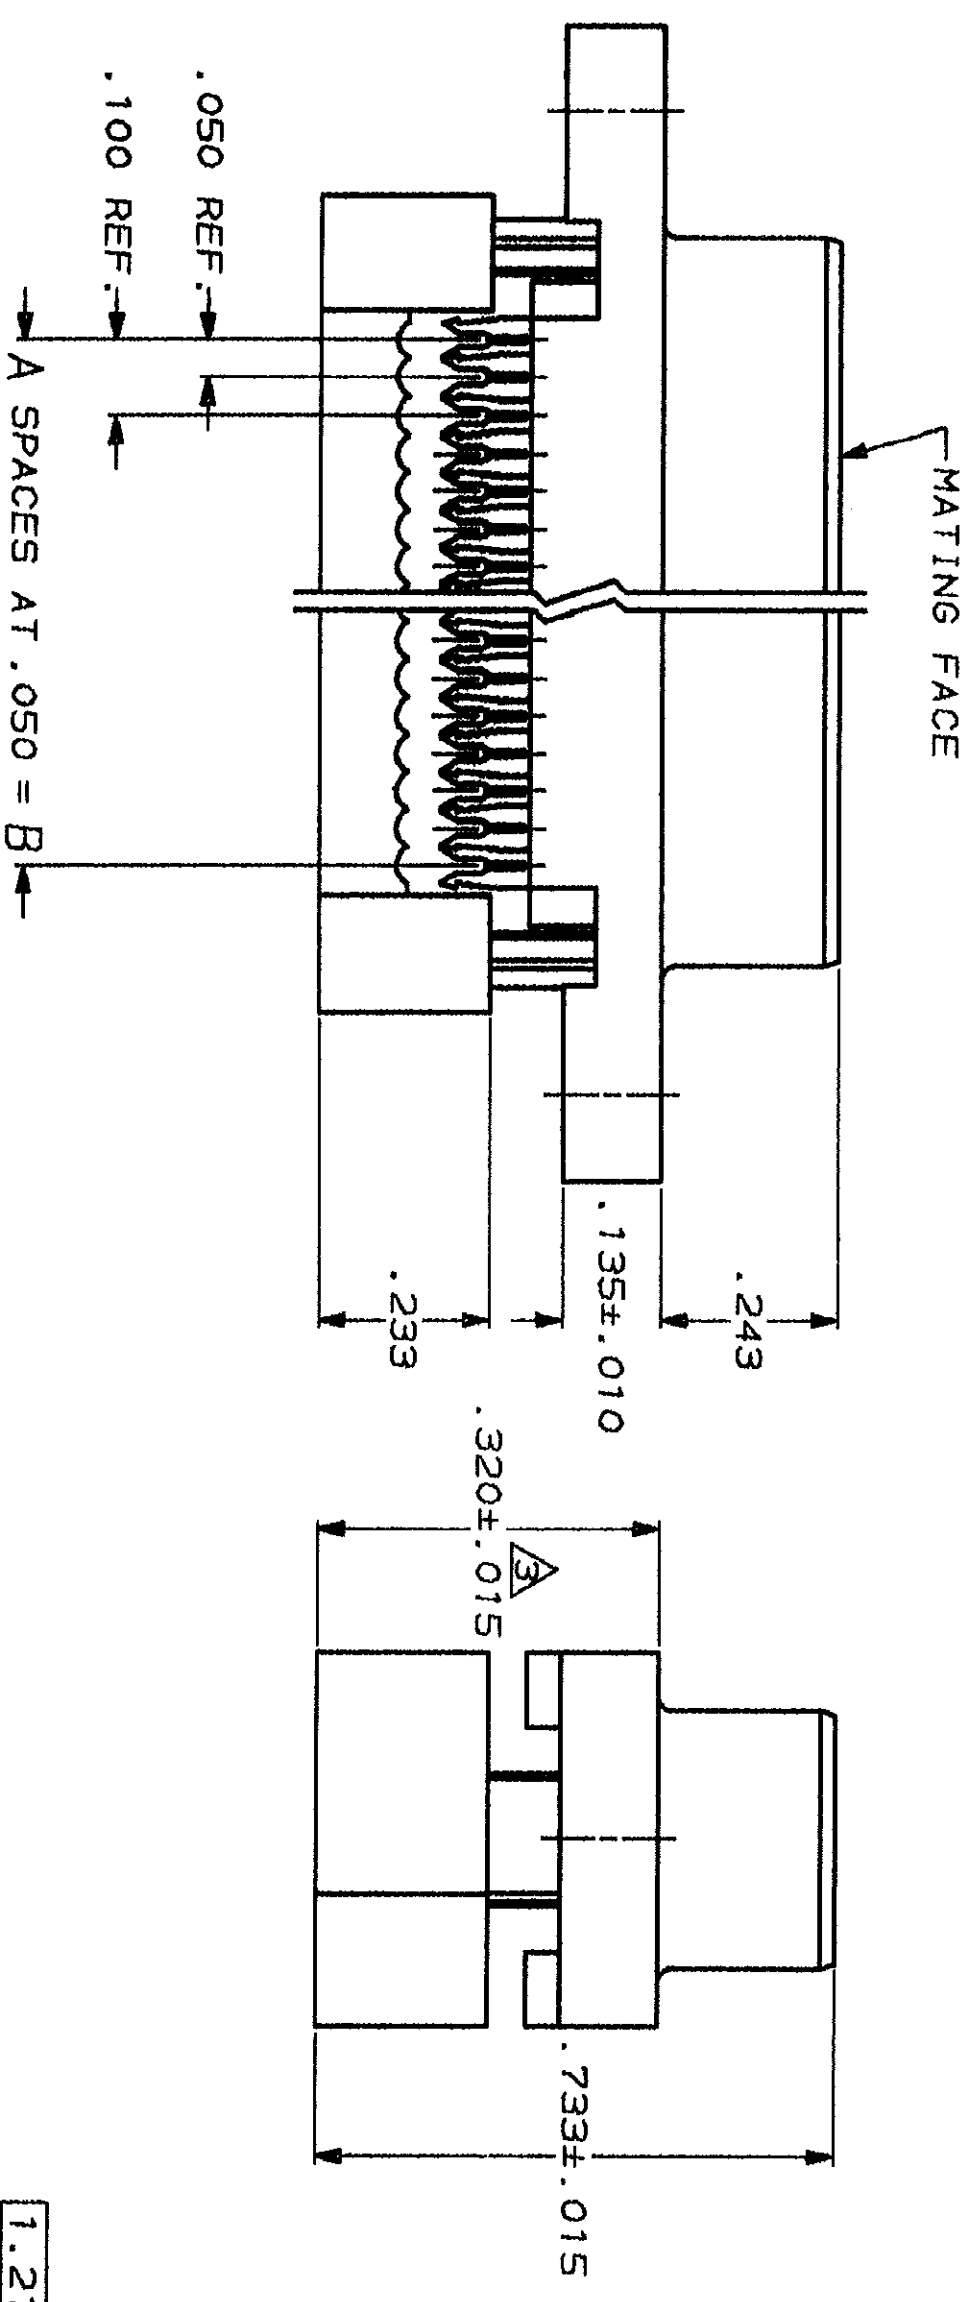 MATING FACE
.050 REF.
.100 REF.
A SPACES AT .050 = B
.243
.135±.010
.233
.320±.015
3
.733±.015